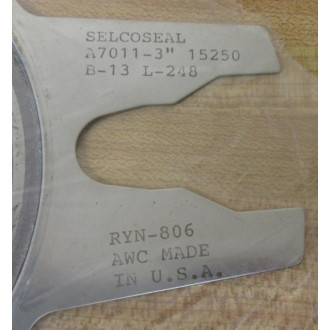 SELCOSEAL
A7011-3" 15250
B-13 L-248
RYN-806
AWC MADE
IN U.S.A.